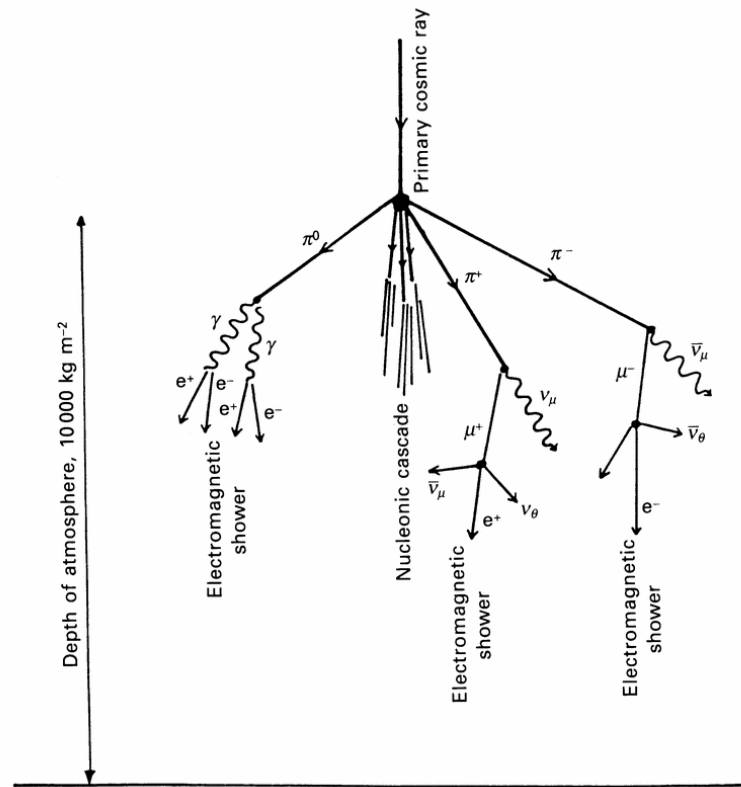 Primary cosmic ray
π⁰
π⁺
π⁻
γ
γ
ν̄μ
μ⁻
νμ
e⁺
e⁻
e⁺
e⁻
μ⁺
ν̄θ
ν̄μ
νθ
e⁺
e⁻
Depth of atmosphere, 10 000 kg m⁻²
Electromagnetic
shower
Nucleonic cascade
Electromagnetic
shower
Electromagnetic
shower